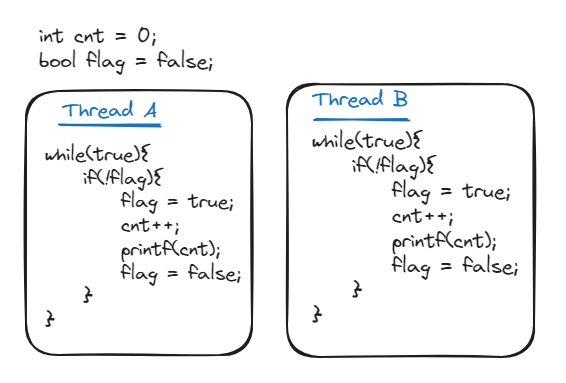 int cnt = 0;
bool flag = false;
Thread A
while(true){
if(!flag){
flag = true;
cnt++;
printf(cnt);
flag = false;
}
}
Thread B
while(true){
if(!flag){
flag = true;
cnt++;
printf(cnt);
flag = false;
}
}